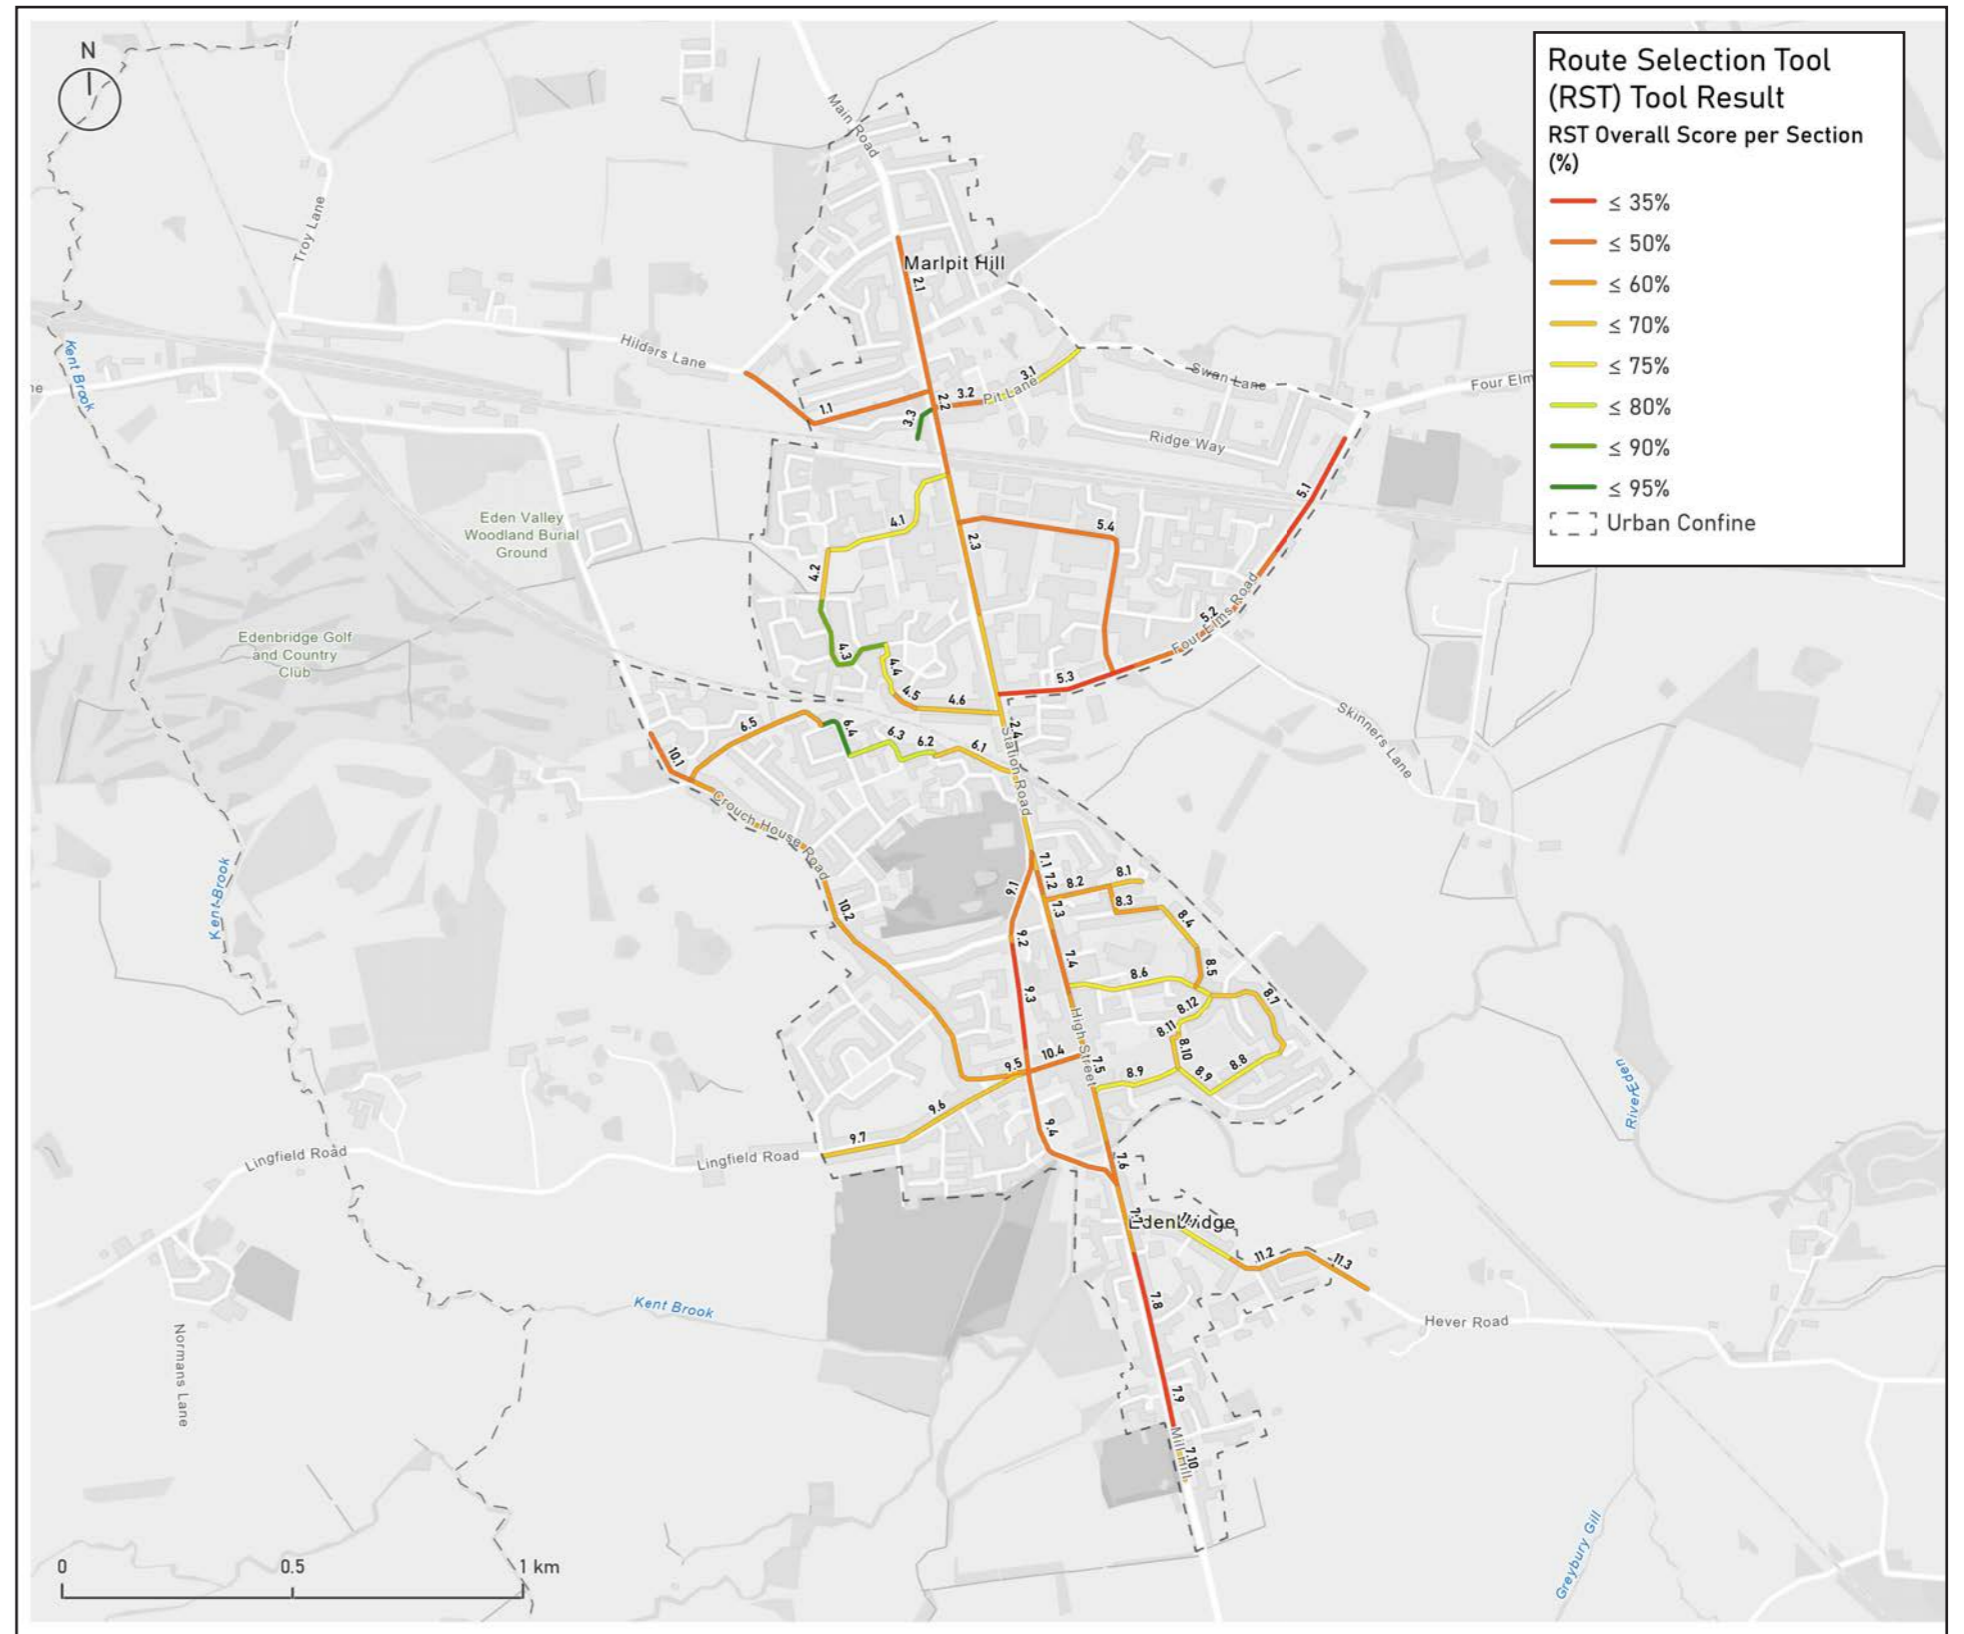 N
Route Selection Tool
(RST) Tool Result
RST Overall Score per Section
(%)
≤ 35%
≤ 50%
≤ 60%
≤ 70%
≤ 75%
≤ 80%
≤ 90%
≤ 95%
Urban Confine
Main Road
Troy Lane
Marlpit Hill
2.1
Hilders Lane
Kent Brook
Swan Lane
Four Elm
3.1
3.2
Pit Lane
2.2
1.1
3.3
Ridge Way
5.1
Eden Valley
Woodland Burial
Ground
4.1
5.4
2.3
4.2
5.2
Four Elms Road
Edenbridge Golf
and Country
Club
4.3
4.4
4.5
4.6
5.3
Skinners Lane
2.4
Station Road
6.5
6.4
6.3
6.2
6.1
10.1
Crouch House Road
Kent-Brook
7.1
7.2
8.2
8.1
9.1
7.3
8.3
8.4
10.2
9.2
7.4
8.5
8.6
9.3
8.7
8.12
8.11
High Street
8.10
10.4
9.5
7.5
8.9
8.9
8.8
9.6
9.4
River Eden
9.7
Lingfield Road
Lingfield Road
7.6
Edenbridge
11.1
11.2
11.3
7.8
Kent Brook
Hever Road
Normans Lane
7.9
Mill Hill
7.10
Greybury Gill
0
0.5
1 km